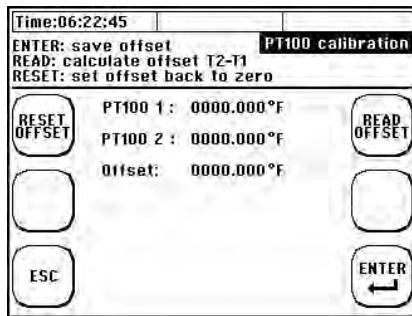 Time:06:22:45
PT100 calibration
ENTER: save offset
READ: calculate offset T2-T1
RESET: set offset back to zero
RESET OFFSET
PT100 1 : 0000.000°F
READ OFFSET
PT100 2 : 0000.000°F
Offset: 0000.000°F
ESC
ENTER